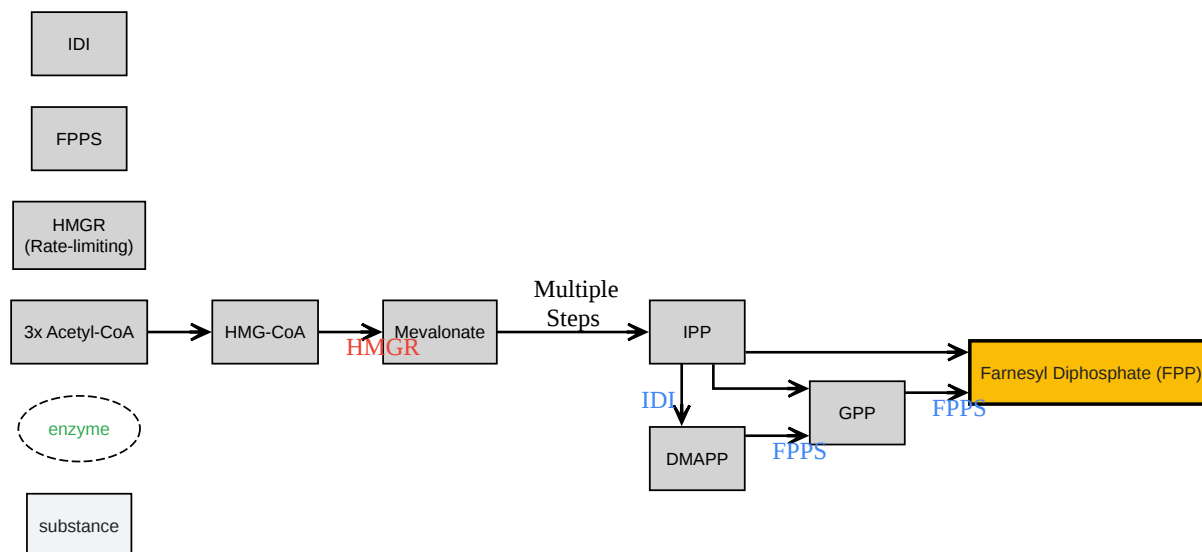 IDI
FPPS
HMGR
(Rate-limiting)
3x Acetyl-CoA
HMG-CoA
HMGR
Mevalonate
Multiple
Steps
IPP
IDI
DMAPP
FPPS
GPP
FPPS
Farnesyl Diphosphate (FPP)
enzyme
substance